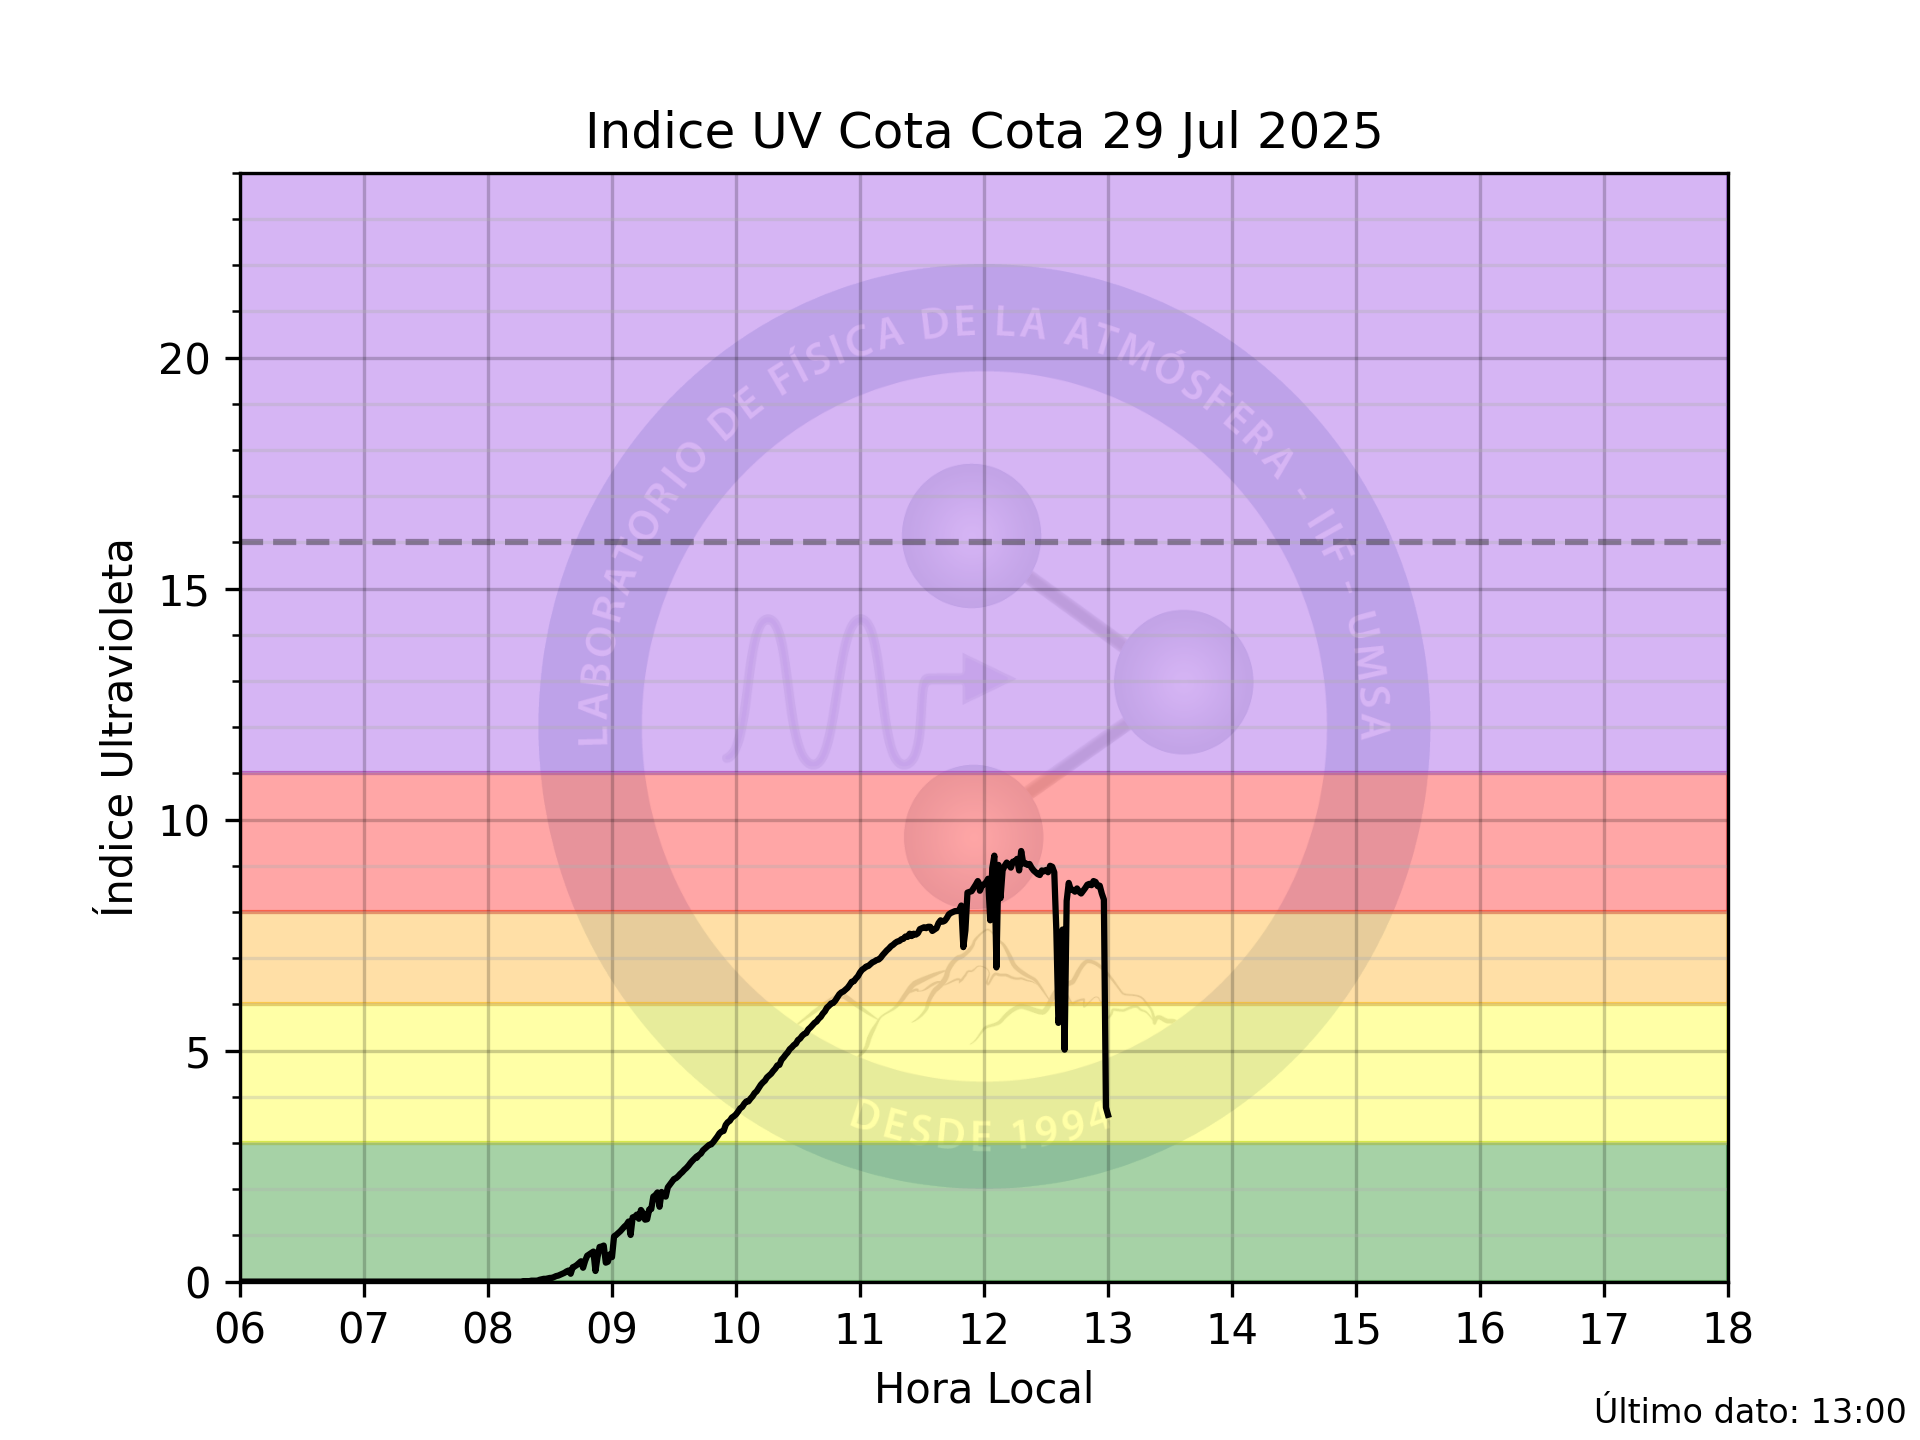 Indice UV Cota Cota 29 Jul 2025
Índice Ultravioleta
20
15
10
5
0
LABORATORIO DE FÍSICA DE LA ATMÓSFERA - IIF - UMSA
DESDE 1994
06 07 08 09 10 11 12 13 14 15 16 17 18
Hora Local
Último dato: 13:00